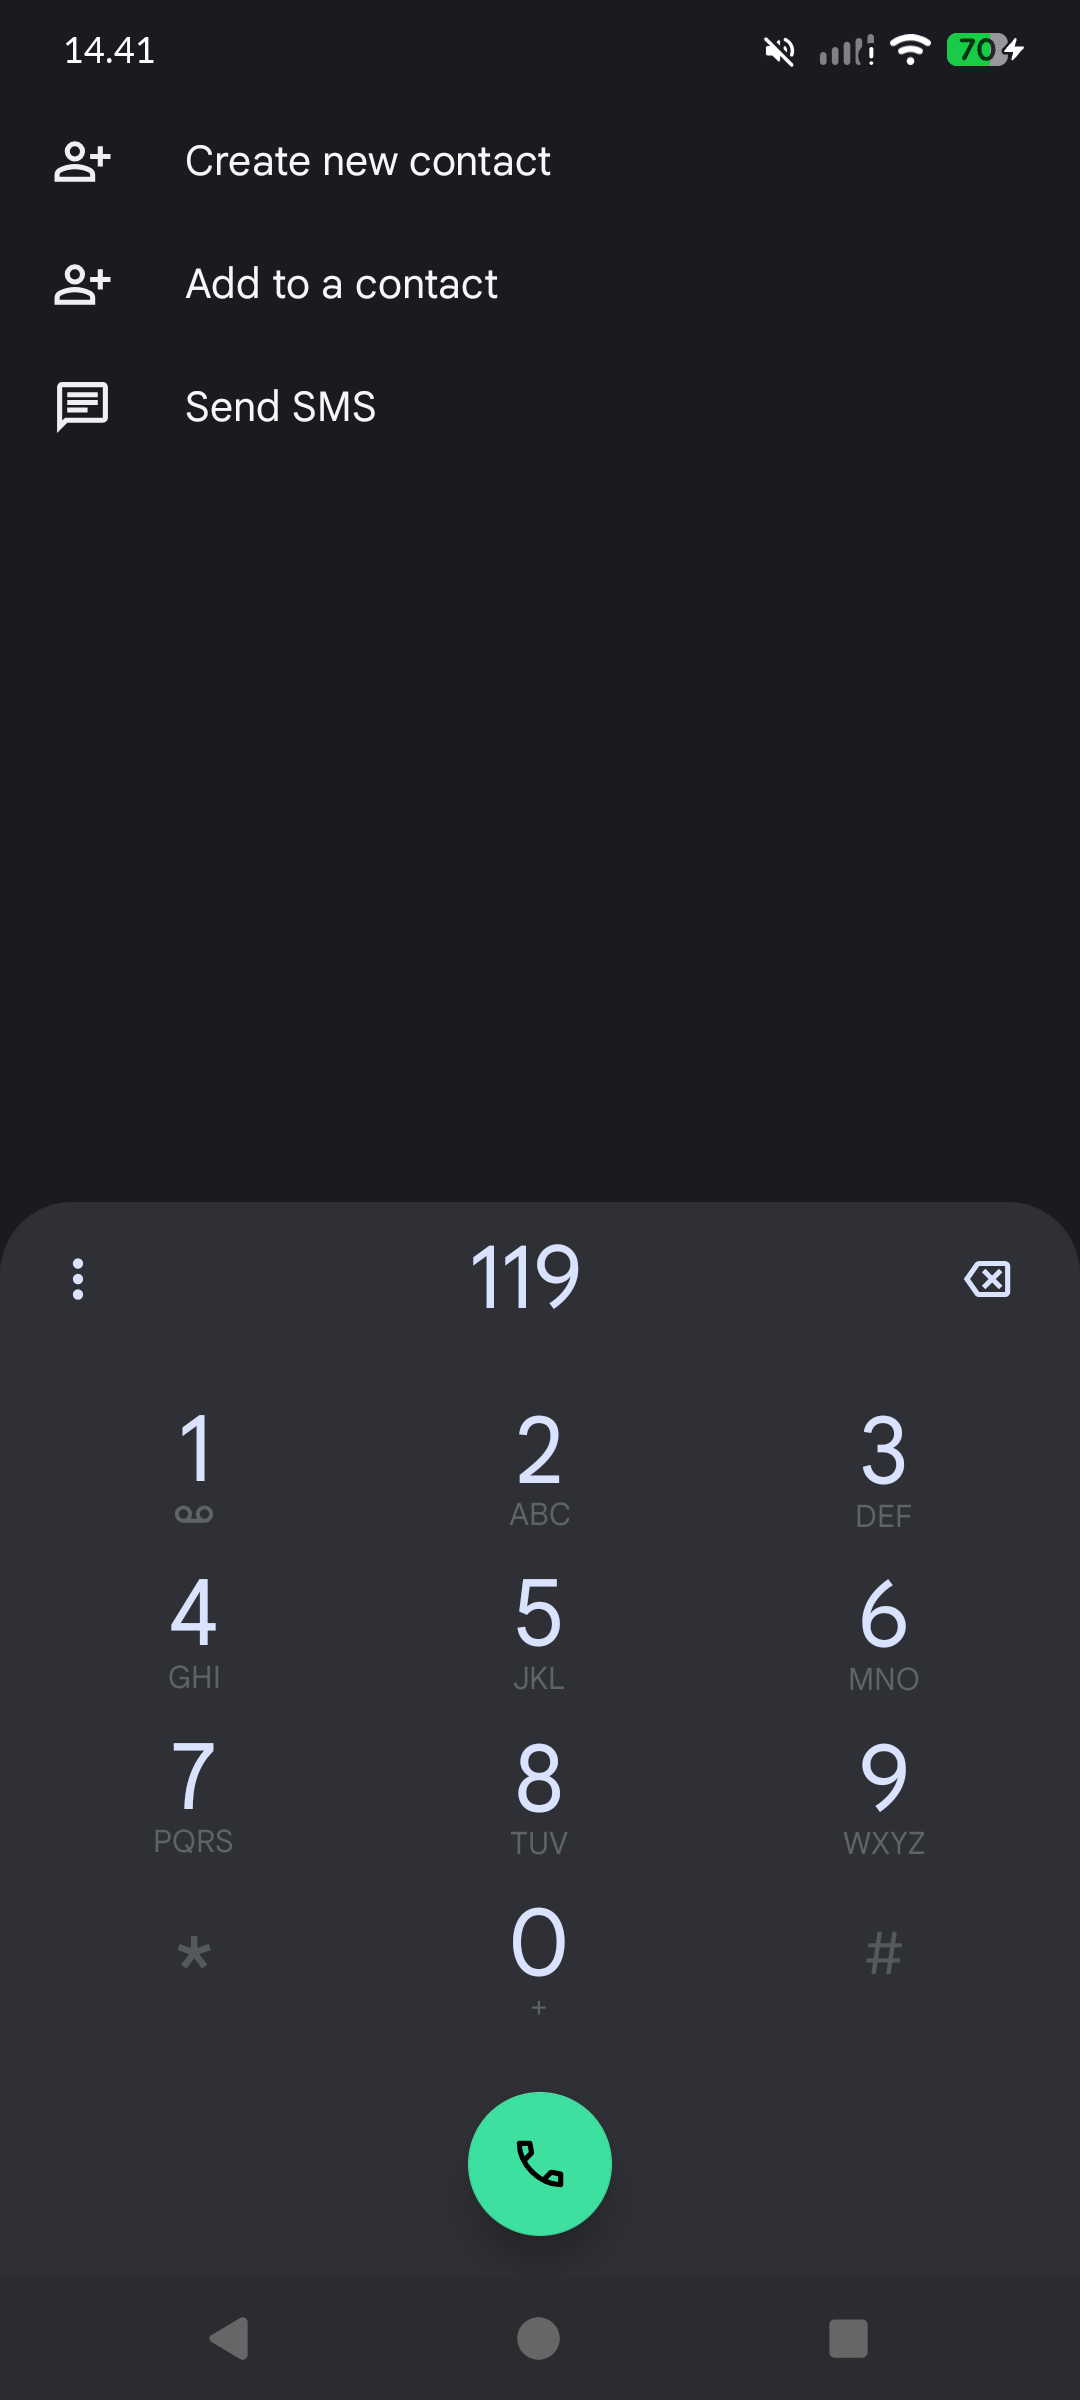 14.41
70
Create new contact
Add to a contact
Send SMS
119
1 2 3
ABC DEF
4 5 6
GHI JKL MNO
7 8 9
PQRS TUV WXYZ
* 0 #
+